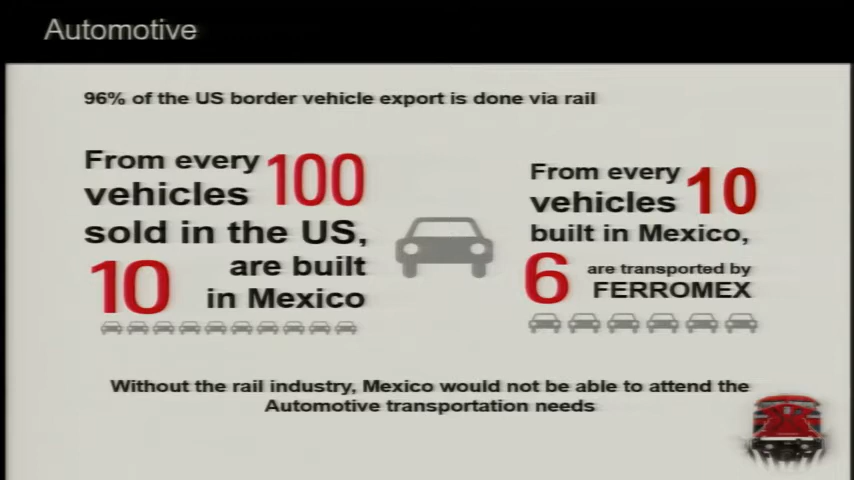 Automotive
96% of the US border vehicle export is done via rail
From every 100
vehicles
sold in the US,
10 are built
in Mexico
From every 10
vehicles
built in Mexico,
6 are transported by
FERROMEX
Without the rail industry, Mexico would not be able to attend the
Automotive transportation needs